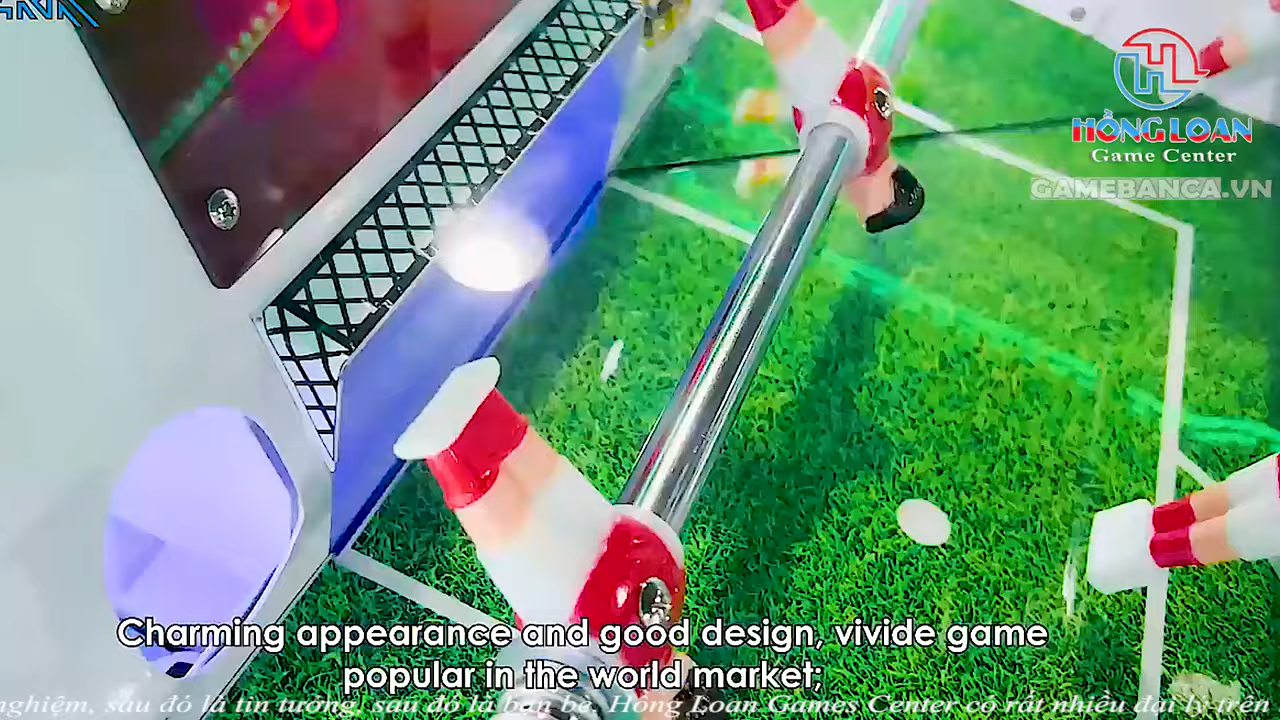 HỒNG LOAN
Game Center
GAMEBANCA.VN
Charming appearance and good design, vivide game
popular in the world market;
nghiệm, sau đó là tin tưởng, sau đó là bạn bè. Hồng Loan Games Center có rất nhiều đại lý trên